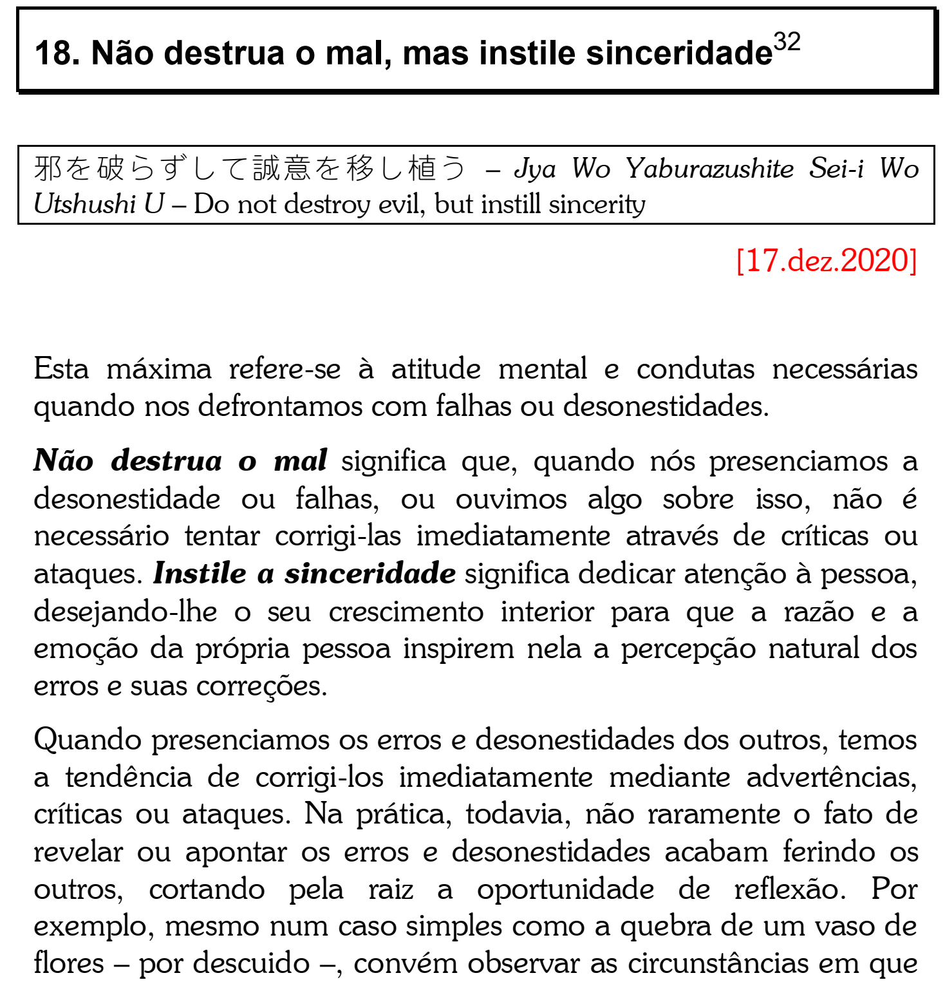 18. Não destrua o mal, mas instile sinceridade32
邪を破らずして誠意を移し植う – Jya Wo Yaburazushite Sei-i Wo
Utshushi U – Do not destroy evil, but instill sincerity
[17.dez.2020]
Esta máxima refere-se à atitude mental e condutas necessárias
quando nos defrontamos com falhas ou desonestidades.
Não destrua o mal significa que, quando nós presenciamos a
desonestidade ou falhas, ou ouvimos algo sobre isso, não é
necessário tentar corrigi-las imediatamente através de críticas ou
ataques. Instile a sinceridade significa dedicar atenção à pessoa,
desejando-lhe o seu crescimento interior para que a razão e a
emoção da própria pessoa inspirem nela a percepção natural dos
erros e suas correções.
Quando presenciamos os erros e desonestidades dos outros, temos
a tendência de corrigi-los imediatamente mediante advertências,
críticas ou ataques. Na prática, todavia, não raramente o fato de
revelar ou apontar os erros e desonestidades acabam ferindo os
outros, cortando pela raiz a oportunidade de reflexão. Por
exemplo, mesmo num caso simples como a quebra de um vaso de
flores – por descuido –, convém observar as circunstâncias em que